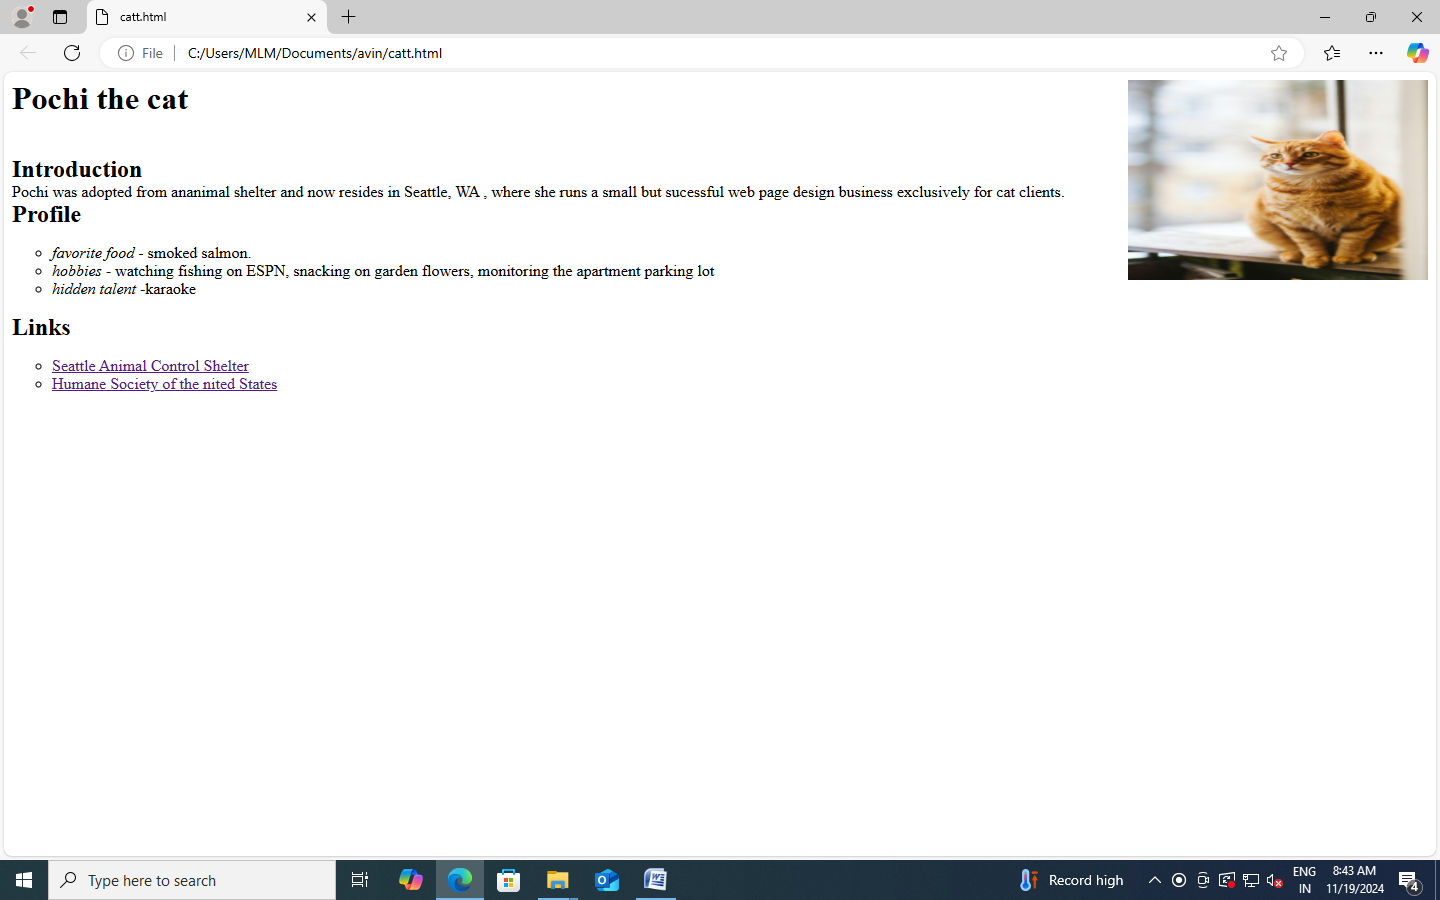 catt.html
File
C:/Users/MLM/Documents/avin/catt.html
Pochi the cat
Introduction
Pochi was adopted from ananimal shelter and now resides in Seattle, WA , where she runs a small but sucessful web page design business exclusively for cat clients.
Profile
favorite food - smoked salmon.
hobbies - watching fishing on ESPN, snacking on garden flowers, monitoring the apartment parking lot
hidden talent -karaoke
Links
Seattle Animal Control Shelter
Humane Society of the nited States
Type here to search
Record high
ENG
IN
8:43 AM
11/19/2024
4